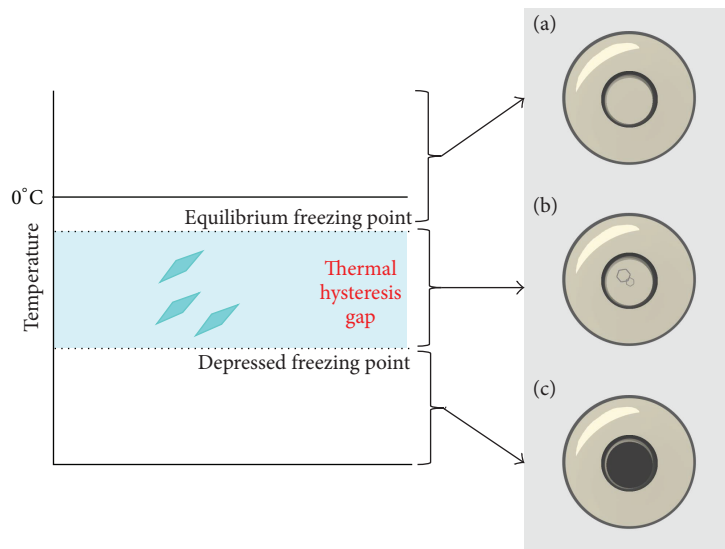 (a)
0°C
Equilibrium freezing point
(b)
Temperature
Thermal
hysteresis
gap
Depressed freezing point
(c)